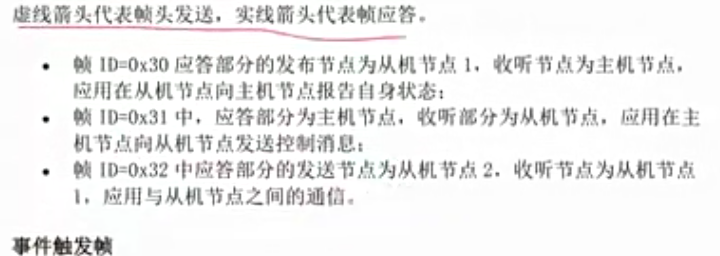 虚线箭头代表帧头发送，实线箭头代表帧应答。
• 帧 ID=0x30 应答部分的发布节点为从机节点 1，收听节点为主机节点，
应用在从机节点向主机节点报告自身状态；
• 帧 ID=0x31 中，应答部分为主机节点，收听部分为从机节点，应用在主
机节点向从机节点发送控制消息；
• 帧 ID=0x32 中应答部分的发送节点为从机节点 2，收听节点为从机节点
1，应用与从机节点之间的通信。
事件触发帧